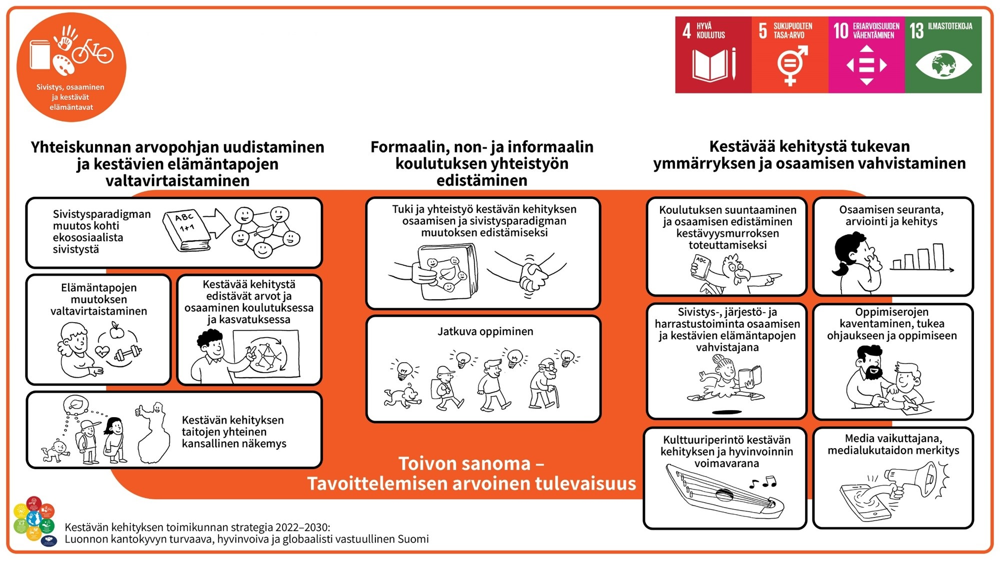 Sivistys, osaaminen
ja kestävät
elämäntavat
4 HYVÄ
KOULUTUS
5 SUKUPUOLTEN
TASA-ARVO
10 ERIARVOISUUDEN
VÄHENTÄMINEN
13 ILMASTOTEKOJA
Yhteiskunnan arvopohjan uudistaminen
ja kestävien elämäntapojen
valtavirtaistaminen
Sivistysparadigman
muutos kohti
ekososiaalista
sivistystä
ABC
1+1
Elämäntapojen
muutoksen
valtavirtaistaminen
Kestävää kehitystä
edistävät arvot ja
osaaminen koulutuksessa
ja kasvatuksessa
Kestävän kehityksen
taitojen yhteinen
kansallinen näkemys
Formaalin, non- ja informaalin
koulutuksen yhteistyön
edistäminen
Tuki ja yhteistyö kestävän kehityksen
osaamisen ja sivistysparadigman
muutoksen edistämiseksi
Jatkuva oppiminen
Kestävää kehitystä tukevan
ymmärryksen ja osaamisen vahvistaminen
Koulutuksen suuntaaminen
ja osaamisen edistäminen
kestävyysmurroksen
toteuttamiseksi
ABC
Osaamisen seuranta,
arviointi ja kehitys
Sivistys-, järjestö- ja
harrastustoiminta osaamisen
ja kestävien elämäntapojen
vahvistajana
Oppimiserojen
kaventaminen, tukea
ohjaukseen ja oppimiseen
Kulttuuriperintö kestävän
kehityksen ja hyvinvoinnin
voimavarana
Media vaikuttajana,
medialukutaidon merkitys
Toivon sanoma –
Tavoittelemisen arvoinen tulevaisuus
Kestävän kehityksen toimikunnan strategia 2022–2030:
Luonnon kantokyvyn turvaava, hyvinvoiva ja globaalisti vastuullinen Suomi